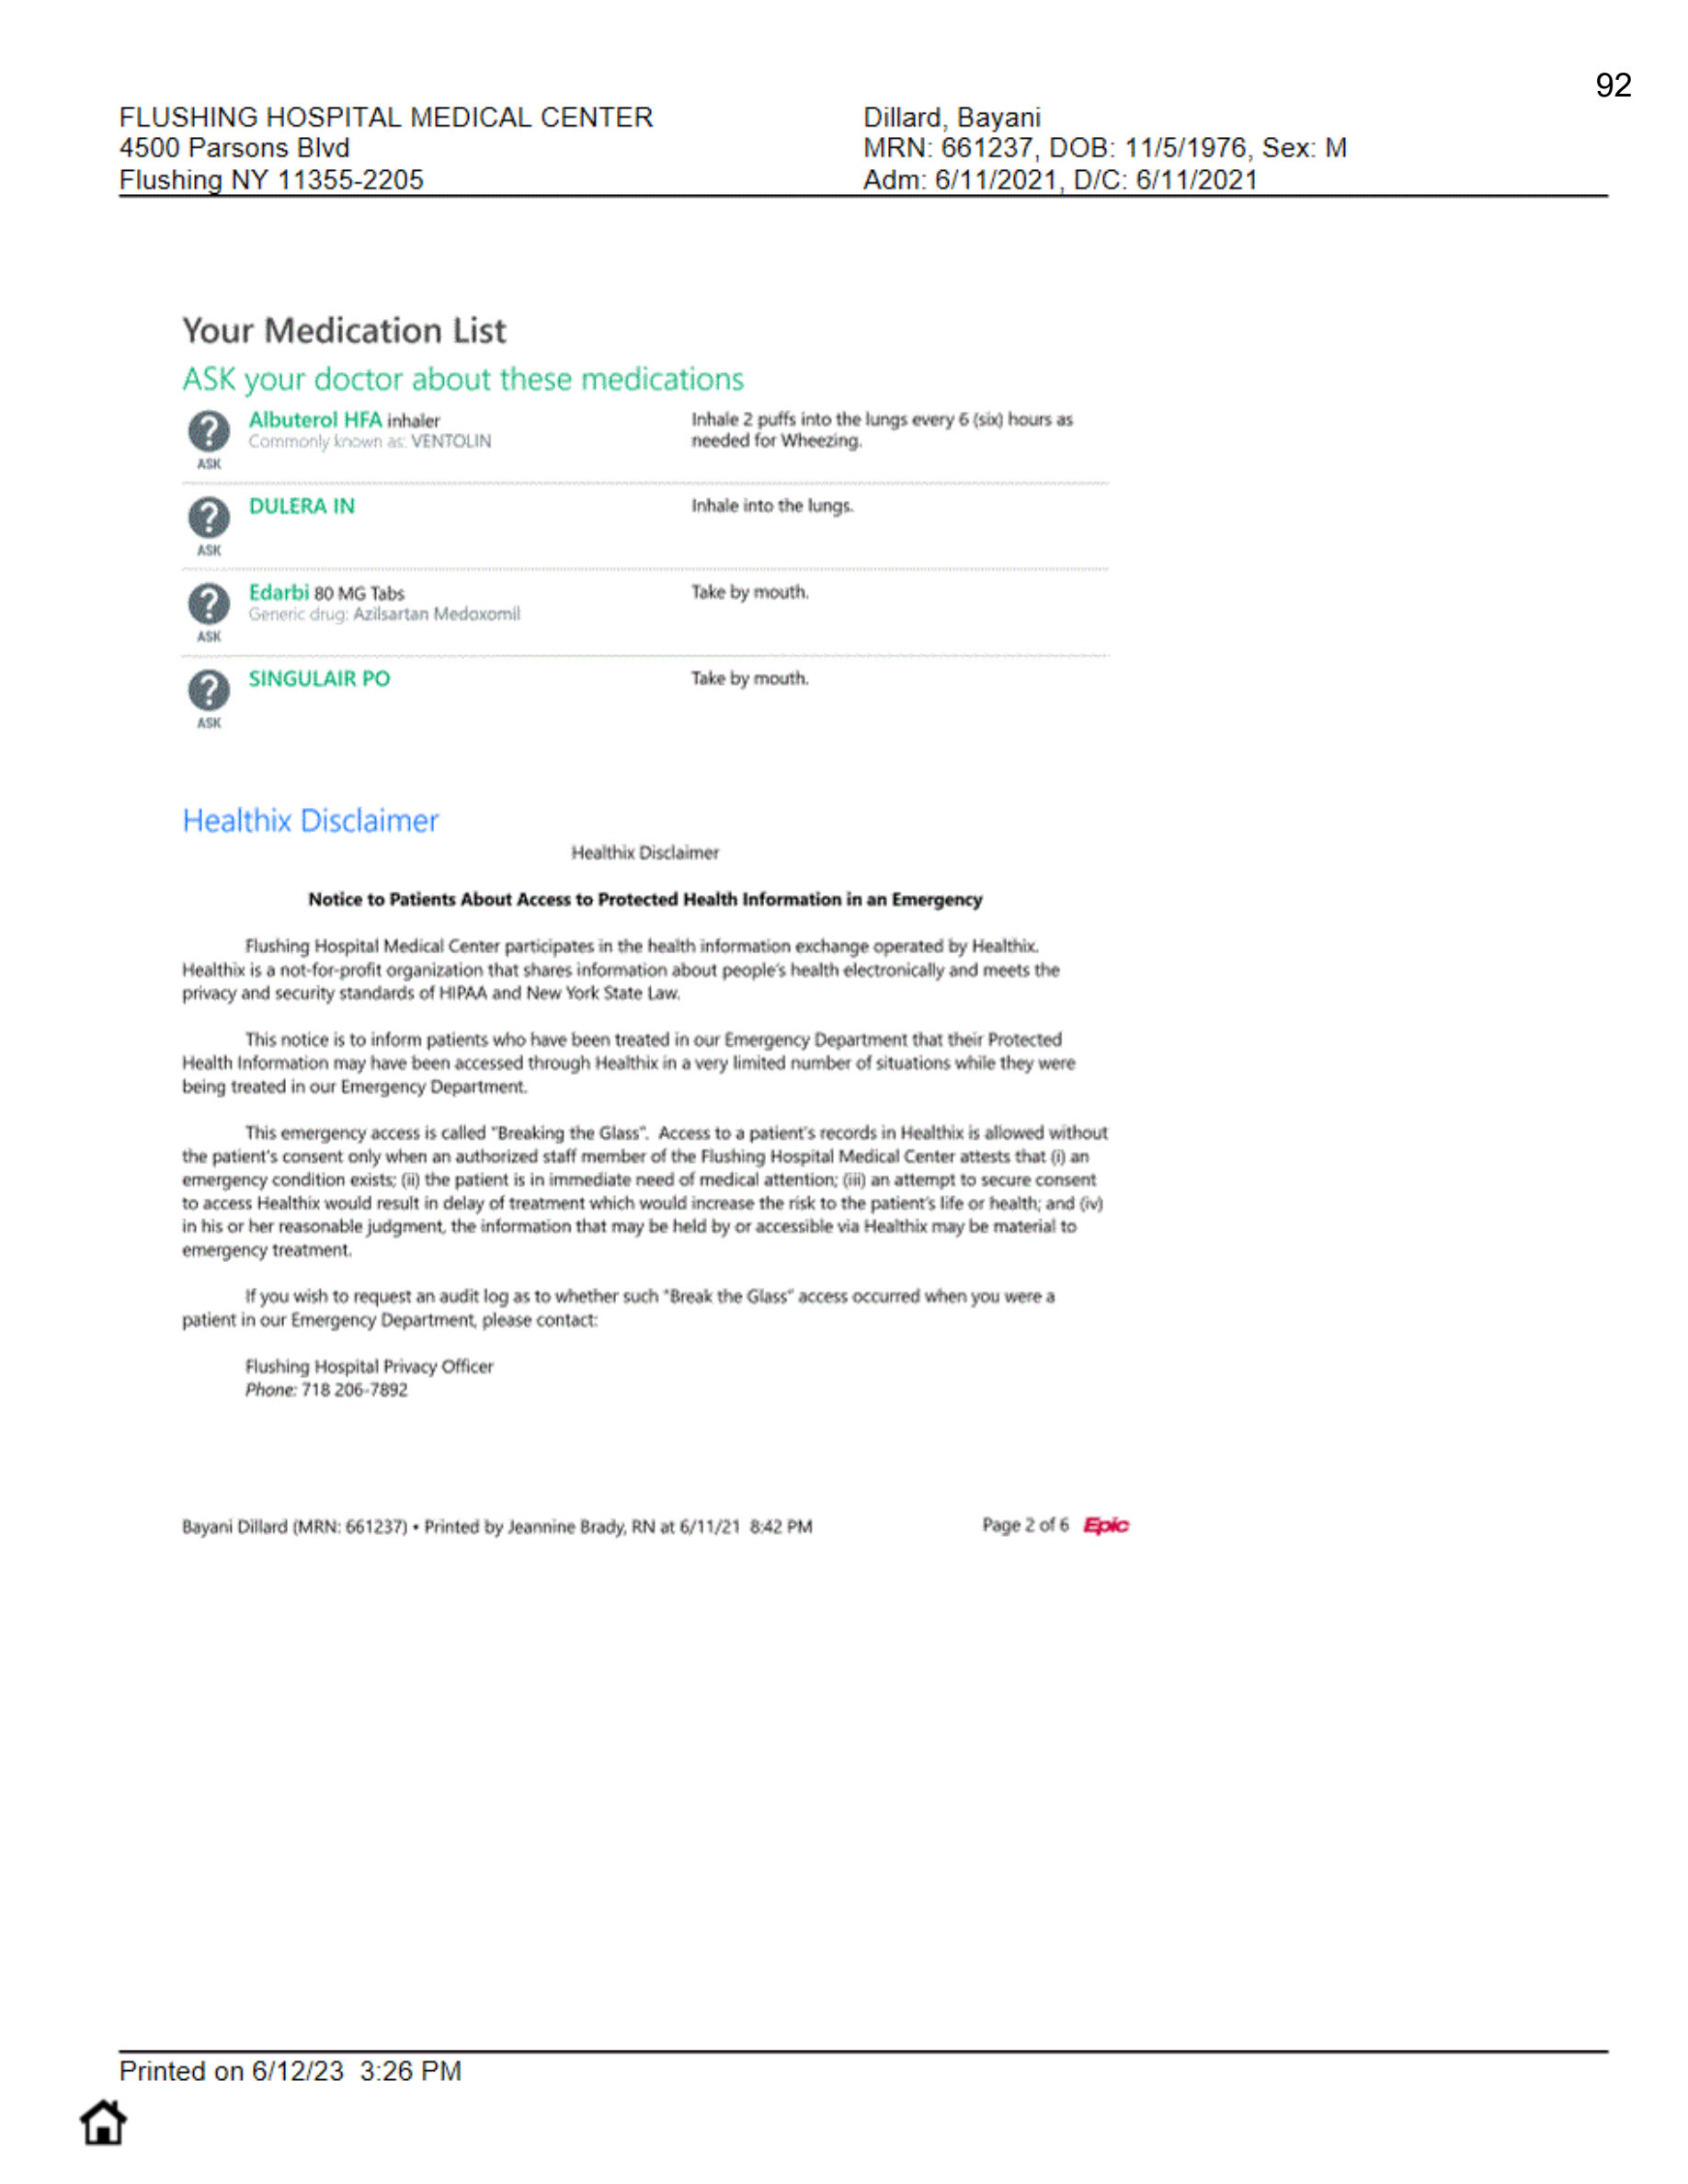 92
FLUSHING HOSPITAL MEDICAL CENTER
4500 Parsons Blvd
Flushing NY 11355-2205
Dillard, Bayani
MRN: 661237, DOB: 11/5/1976, Sex: M
Adm: 6/11/2021, D/C: 6/11/2021
Your Medication List
ASK your doctor about these medications
? ASK
Albuterol HFA inhaler
Commonly known as: VENTOLIN
Inhale 2 puffs into the lungs every 6 (six) hours as
needed for Wheezing.
? ASK
DULERA IN
Inhale into the lungs.
? ASK
Edarbi 80 MG Tabs
Generic drug: Azilsartan Medoxomil
Take by mouth.
? ASK
SINGULAIR PO
Take by mouth.
Healthix Disclaimer
Healthix Disclaimer
Notice to Patients About Access to Protected Health Information in an Emergency
Flushing Hospital Medical Center participates in the health information exchange operated by Healthix.
Healthix is a not-for-profit organization that shares information about people's health electronically and meets the
privacy and security standards of HIPAA and New York State Law.
This notice is to inform patients who have been treated in our Emergency Department that their Protected
Health Information may have been accessed through Healthix in a very limited number of situations while they were
being treated in our Emergency Department.
This emergency access is called "Breaking the Glass". Access to a patient's records in Healthix is allowed without
the patient's consent only when an authorized staff member of the Flushing Hospital Medical Center attests that (i) an
emergency condition exists; (ii) the patient is in immediate need of medical attention; (iii) an attempt to secure consent
to access Healthix would result in delay of treatment which would increase the risk to the patient's life or health; and (iv)
in his or her reasonable judgment, the information that may be held by or accessible via Healthix may be material to
emergency treatment.
If you wish to request an audit log as to whether such "Break the Glass" access occurred when you were a
patient in our Emergency Department, please contact:
Flushing Hospital Privacy Officer
Phone: 718 206-7892
Bayani Dillard (MRN: 661237) • Printed by Jeannine Brady, RN at 6/11/21 8:42 PM
Page 2 of 6 Epic
Printed on 6/12/23 3:26 PM